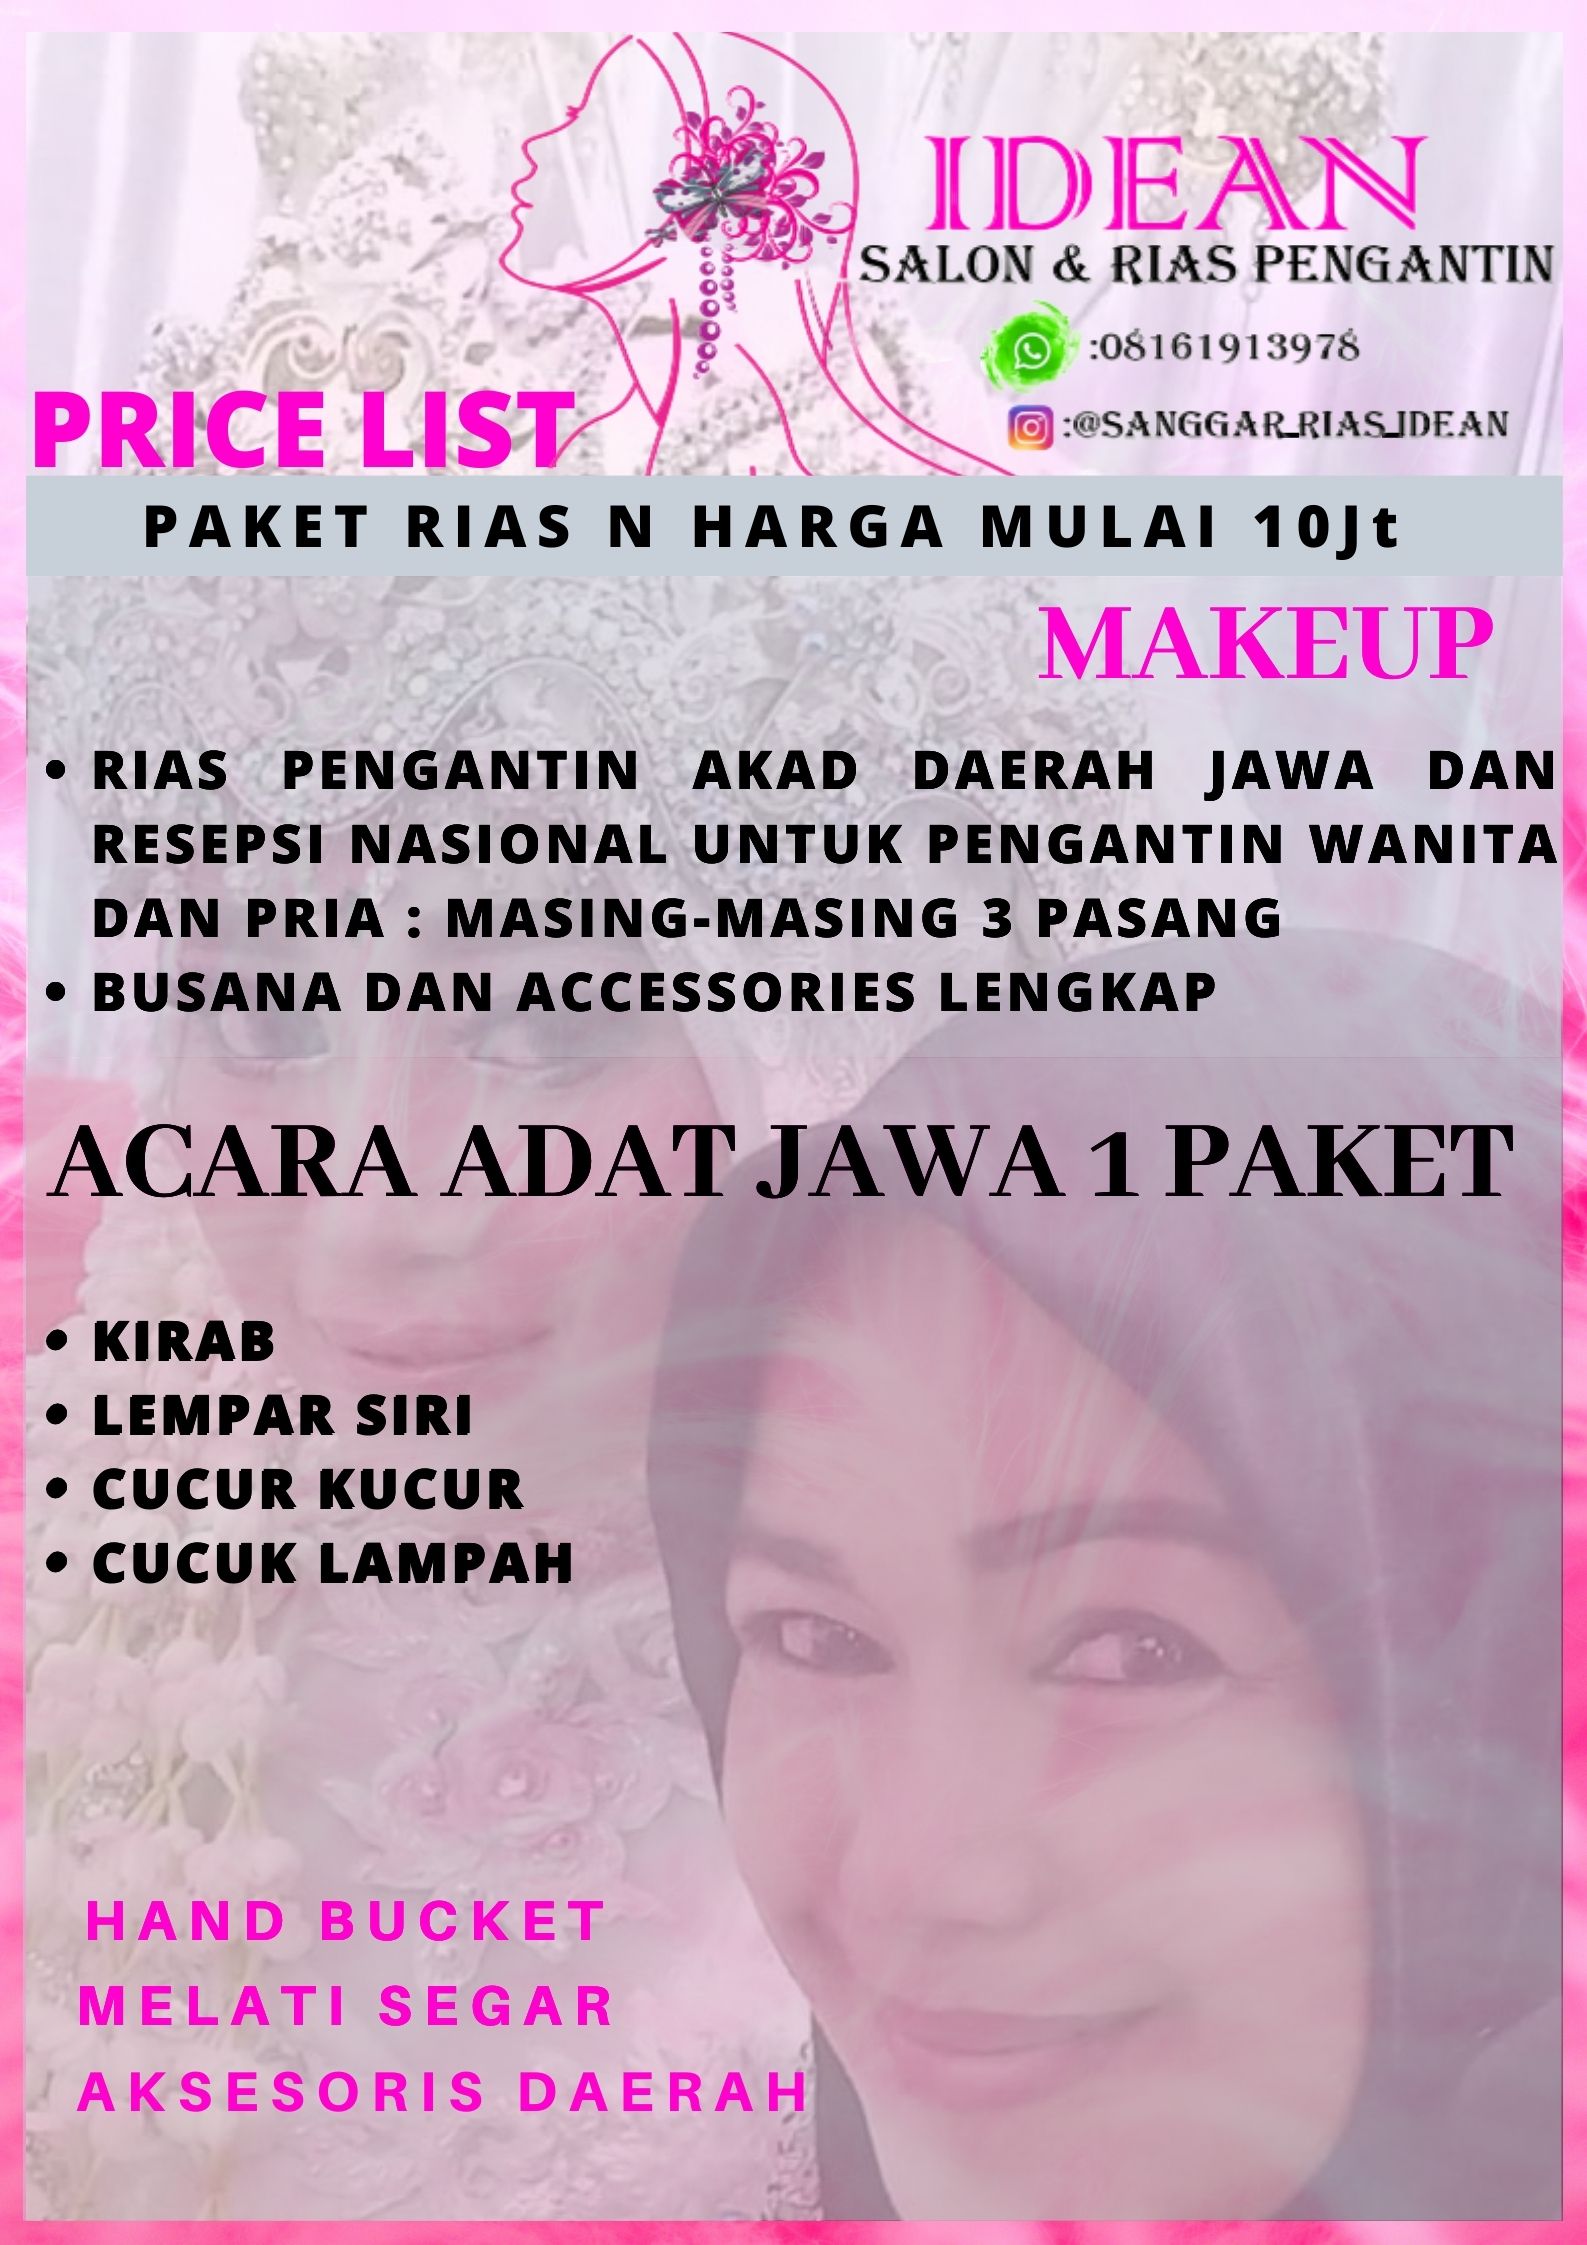 IDEAN
SALON & RIAS PENGANTIN
:08161913978
:@SANGGAR_RIAS_IDEAN
PRICE LIST
PAKET RIAS N HARGA MULAI 10Jt
MAKEUP
• RIAS PENGANTIN AKAD DAERAH JAWA DAN
RESEPSI NASIONAL UNTUK PENGANTIN WANITA
DAN PRIA : MASING-MASING 3 PASANG
• BUSANA DAN ACCESSORIES LENGKAP
ACARA ADAT JAWA 1 PAKET
• KIRAB
• LEMPAR SIRI
• CUCUR KUCUR
• CUCUK LAMPAH
HAND BUCKET
MELATI SEGAR
AKSESORIS DAERAH